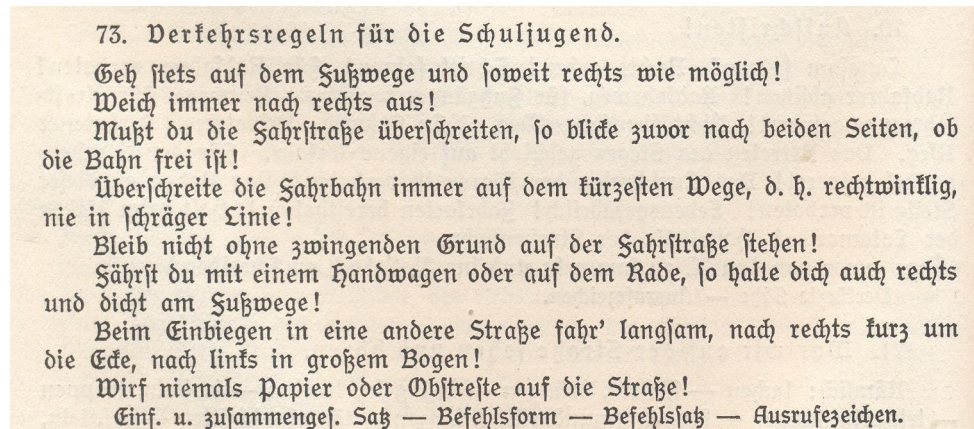 73. Verkehrsregeln für die Schuljugend.
Geh stets auf dem Fußwege und soweit rechts wie möglich!
Weich immer nach rechts aus!
Mußt du die Fahrstraße überschreiten, so blicke zuvor nach beiden Seiten, ob
die Bahn frei ist!
Überschreite die Fahrbahn immer auf dem kürzesten Wege, d. h. rechtwinklig,
nie in schräger Linie!
Bleib nicht ohne zwingenden Grund auf der Fahrstraße stehen!
Fährst du mit einem Handwagen oder auf dem Rade, so halte dich auch rechts
und dicht am Fußwege!
Beim Einbiegen in eine andere Straße fahr' langsam, nach rechts kurz um
die Ecke, nach links in großem Bogen!
Wirf niemals Papier oder Obstreste auf die Straße!
Einf. u. zusammenges. Satz — Befehlsform — Befehlssatz — Ausrufezeichen.